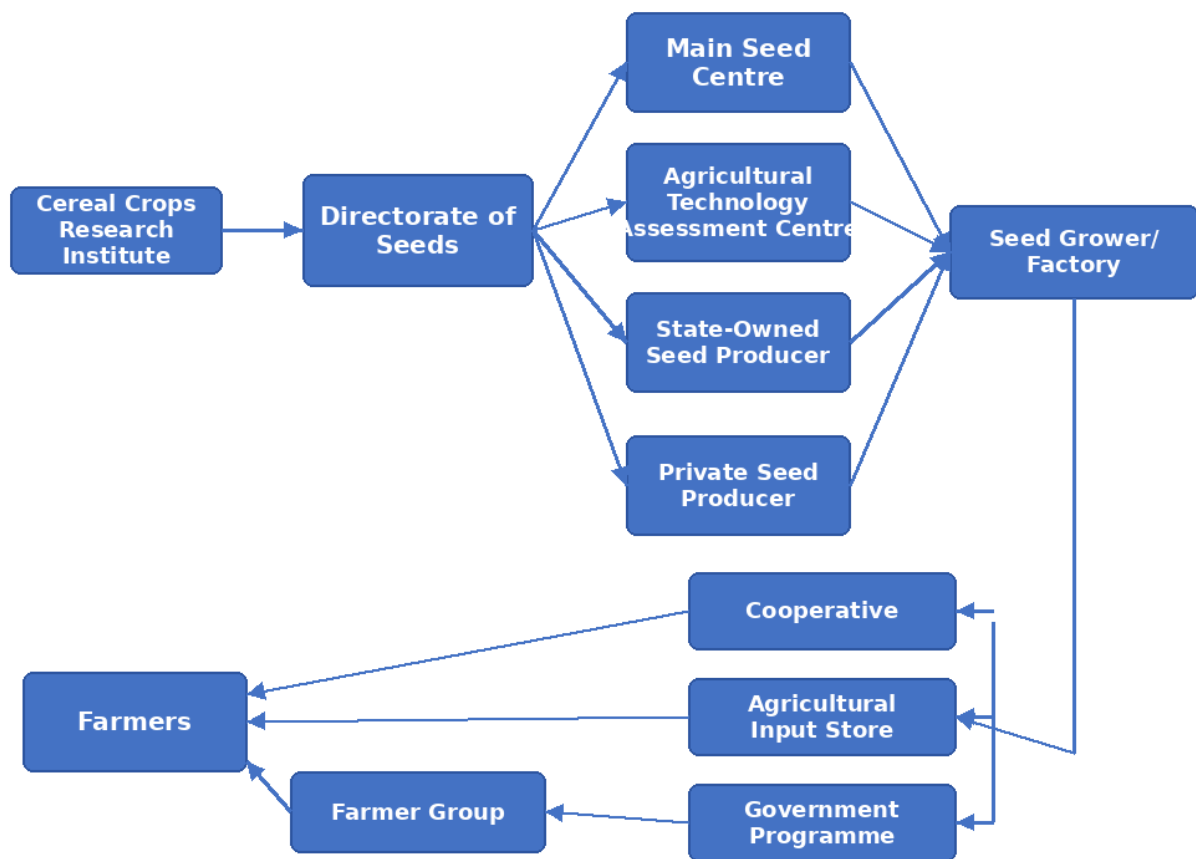 Main Seed
Centre
Agricultural
Technology
Assessment Centre
Cereal Crops
Research
Institute
Directorate of
Seeds
Seed Grower/
Factory
State-Owned
Seed Producer
Private Seed
Producer
Cooperative
Agricultural
Input Store
Farmers
Farmer Group
Government
Programme